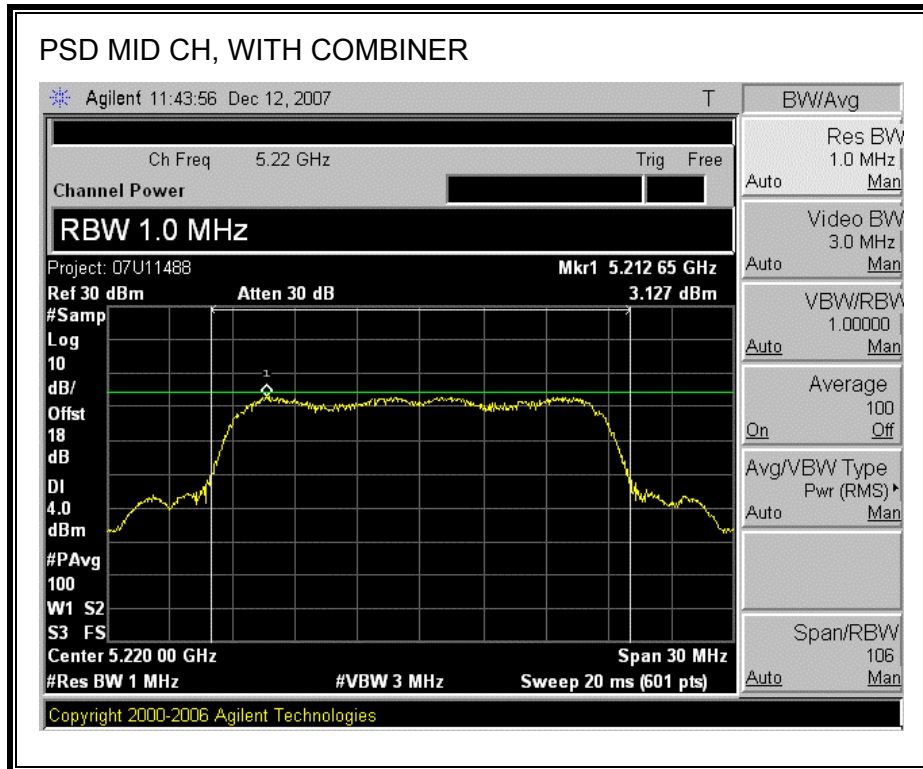 PSD MID CH, WITH COMBINER
Agilent 11:43:56 Dec 12, 2007 T
Ch Freq 5.22 GHz Trig Free
Channel Power
RBW 1.0 MHz
Project: 07U11488 Mkr1 5.212 65 GHz
Ref 30 dBm Atten 30 dB 3.127 dBm
#Samp
Log
10
dB/
Offst
18
dB
DI
4.0
dBm
#PAvg
100
W1 S2
S3 FS
1
Center 5.220 00 GHz Span 30 MHz
#Res BW 1 MHz #VBW 3 MHz Sweep 20 ms (601 pts)
Copyright 2000-2006 Agilent Technologies
BW/Avg
Res BW
1.0 MHz
Auto Man
Video BW
3.0 MHz
Auto Man
VBW/RBW
1.00000
Auto Man
Average
100
On Off
Avg/VBW Type
Pwr (RMS)
Auto Man
Span/RBW
106
Auto Man